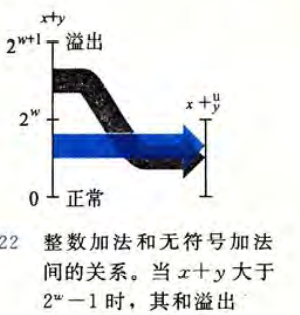 x+y
2^{w+1} 溢出
2^w
x +^u_y
0 正常
22 整数加法和无符号加法
间的关系。当 x+y 大于
2^w-1 时，其和溢出